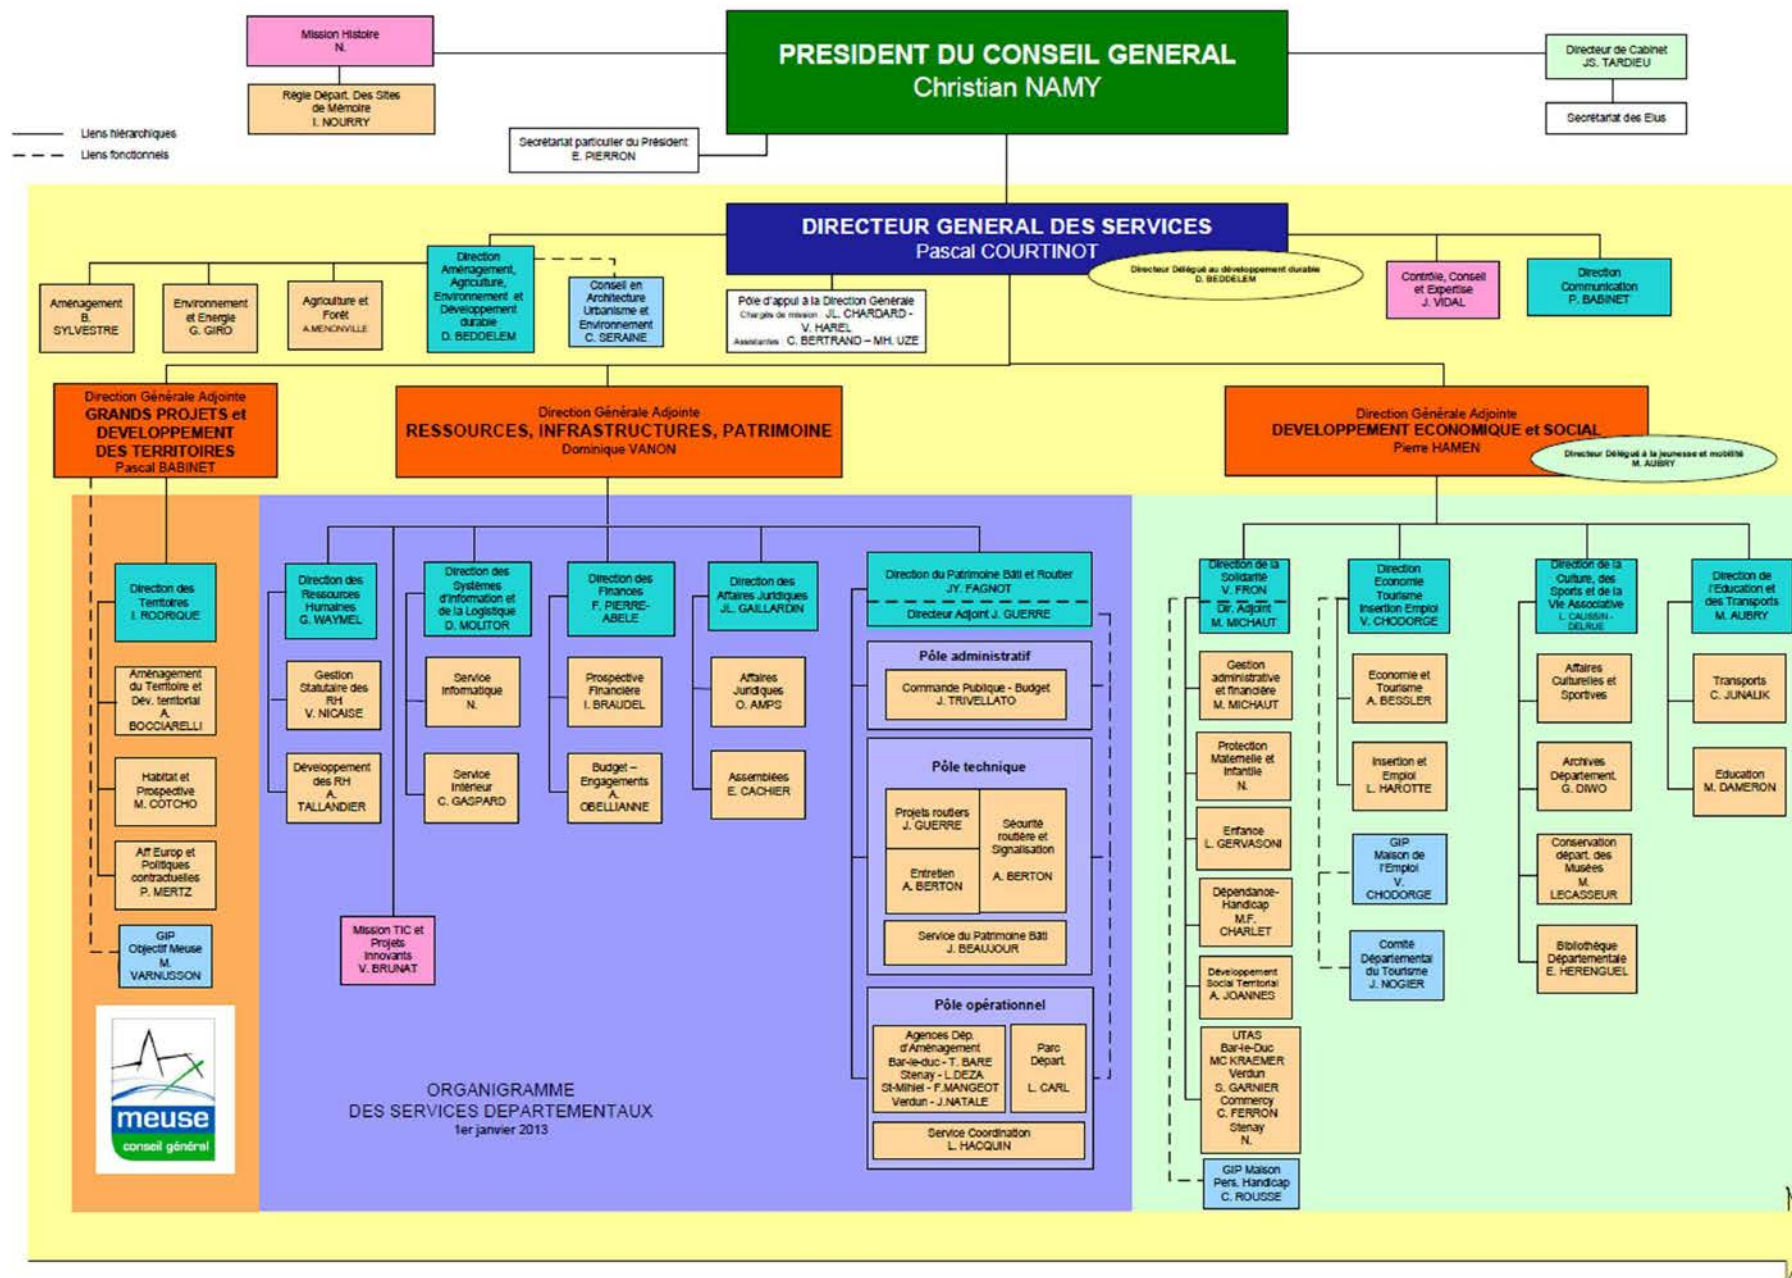 Mission Histoire
N.
Régie Départ. Des Sites
de Mémoire
I. NOURRY
PRESIDENT DU CONSEIL GENERAL
Christian NAMY
Directeur de Cabinet
JS. TARDIEU
Secrétariat des Elus
Liens hiérarchiques
Liens fonctionnels
Secrétariat particulier du Président
E. PIERRON
DIRECTEUR GENERAL DES SERVICES
Pascal COURTINOT
Directeur Délégué au développement durable
D. BEDDELEM
Aménagement
B.
SYLVESTRE
Environnement
et Energie
G. GIRO
Agriculture et
Forêt
A.MENONVILLE
Direction
Aménagement,
Agriculture,
Environnement et
Développement
durable
D. BEDDELEM
Conseil en
Architecture
Urbanisme et
Environnement
C. SERAINE
Pôle d'appui à la Direction Générale
Chargés de mission : JL. CHARDARD -
V. HAREL
Assistantes : C. BERTRAND – MH. UZE
Contrôle, Conseil
et Expertise
J. VIDAL
Direction
Communication
P. BABINET
Direction Générale Adjointe
GRANDS PROJETS et
DEVELOPPEMENT
DES TERRITOIRES
Pascal BABINET
Direction Générale Adjointe
RESSOURCES, INFRASTRUCTURES, PATRIMOINE
Dominique VANON
Direction Générale Adjointe
DEVELOPPEMENT ECONOMIQUE et SOCIAL
Pierre HAMEN
Directeur Délégué à la jeunesse et mobilité
M. AUBRY
Direction des
Territoires
I. RODRIQUE
Aménagement
du Territoire et
Dév. territorial
A.
BOCCIARELLI
Habitat et
Prospective
M. COTCHO
Aff Europ et
Politiques
contractuelles
P. MERTZ
GIP
Objectif Meuse
M.
VARNUSSON
meuse
conseil général
Direction des
Ressources
Humaines
G. WAYMEL
Gestion
Statutaire des
RH
V. NICAISE
Développement
des RH
A.
TALLANDIER
Mission TIC et
Projets
Innovants
V. BRUNAT
Direction des
Systèmes
d'Information et
de la Logistique
D. MOLITOR
Service
Informatique
N.
Service
Intérieur
C. GASPARD
Direction des
Finances
F. PIERRE-
ABELE
Prospective
Financière
I. BRAUDEL
Budget –
Engagements
A.
OBELLIANNE
Direction des
Affaires Juridiques
JL. GAILLARDIN
Affaires
Juridiques
O. AMPS
Assemblées
E. CACHIER
Direction du Patrimoine Bâti et Routier
JY. FAGNOT
Directeur Adjoint J. GUERRE
Pôle administratif
Commande Publique - Budget
J. TRIVELLATO
Pôle technique
Projets routiers
J. GUERRE
Entretien
A. BERTON
Sécurité
routière et
Signalisation
A. BERTON
Service du Patrimoine Bâti
J. BEAUJOUR
Pôle opérationnel
Agences Dép.
d'Aménagement
Bar-le-duc - T. BARE
Stenay - L.DEZA
St-Mihiel - F.MANGEOT
Verdun - J.NATALE
Parc
Départ.
L. CARL
Service Coordination
L. HACQUIN
ORGANIGRAMME
DES SERVICES DEPARTEMENTAUX
1er janvier 2013
Direction de la
Solidarité
V. FRON
Dir. Adjoint
M. MICHAUT
Gestion
administrative
et financière
M. MICHAUT
Protection
Maternelle et
Infantile
N.
Enfance
L. GERVASONI
Dépendance-
Handicap
M.F.
CHARLET
Développement
Social Territorial
A. JOANNES
UTAS
Bar-le-Duc
MC KRAEMER
Verdun
S. GARNIER
Commercy
C. FERRON
Stenay
N.
GIP Maison
Pers. Handicap
C. ROUSSE
Direction
Economie
Tourisme
Insertion Emploi
V. CHODORGE
Economie et
Tourisme
A. BESSLER
Insertion et
Emploi
L. HAROTTE
GIP
Maison de
l'Emploi
V.
CHODORGE
Comité
Départemental
du Tourisme
J. NOGIER
Direction de la
Culture, des
Sports et de la
Vie Associative
L. CAUSSIN -
DELRUE
Affaires
Culturelles et
Sportives
Archives
Département.
G. DIWO
Conservation
départ. des
Musées
M.
LECASSEUR
Bibliothèque
Départementale
E. HERENGUEL
Direction de
l'Education et
des Transports
M. AUBRY
Transports
C. JUNALIK
Education
M. DAMERON